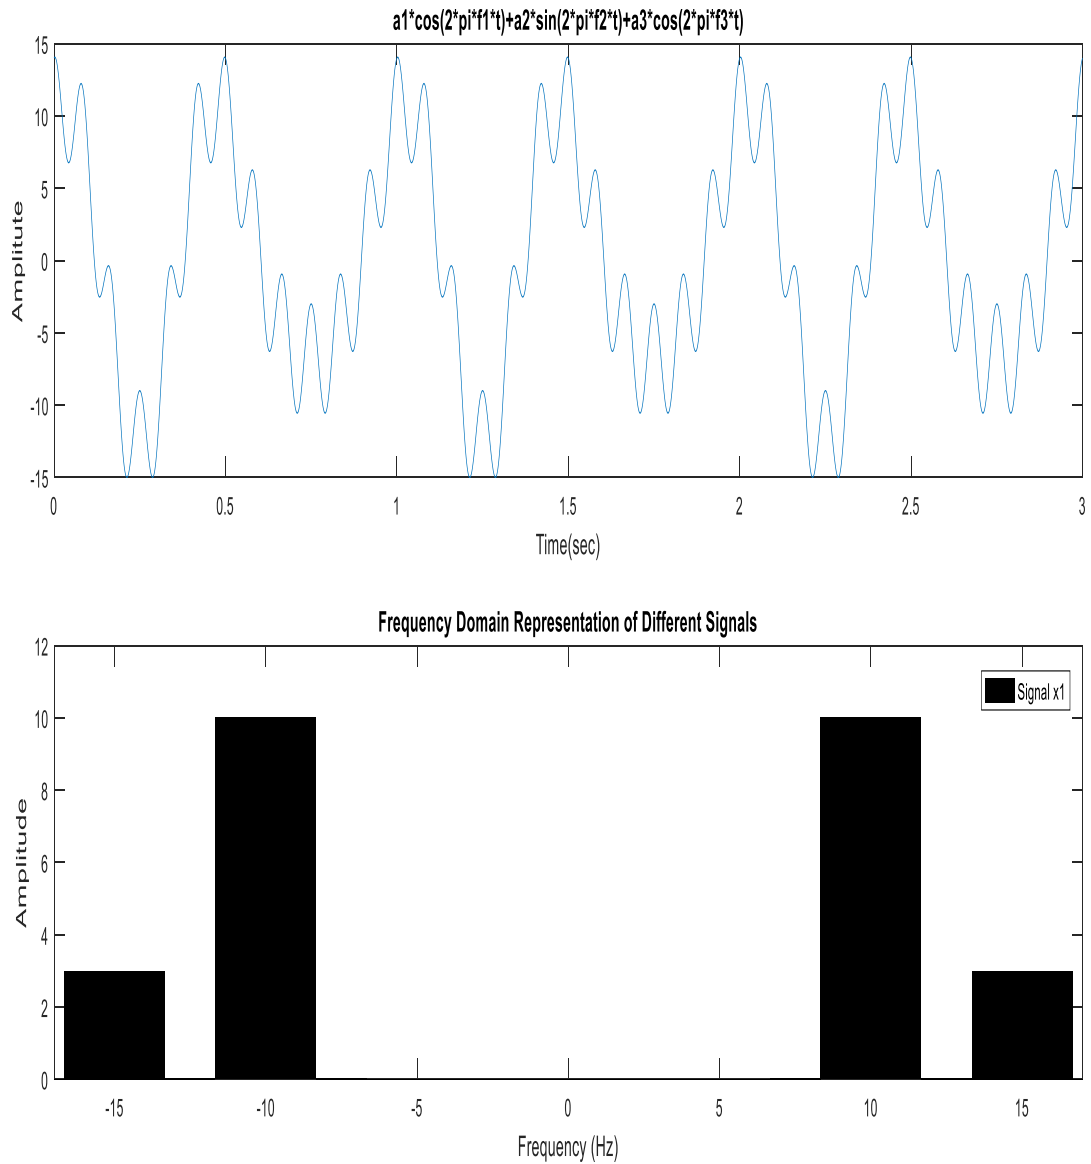 a1*cos(2*pi*f1*t)+a2*sin(2*pi*f2*t)+a3*cos(2*pi*f3*t)
15
10
5
0
-5
-10
-15
Amplitute
0 0.5 1 1.5 2 2.5 3
Time(sec)
Frequency Domain Representation of Different Signals
12
10
8
6
4
2
0
Amplitude
Signal x1
-15 -10 -5 0 5 10 15
Frequency (Hz)